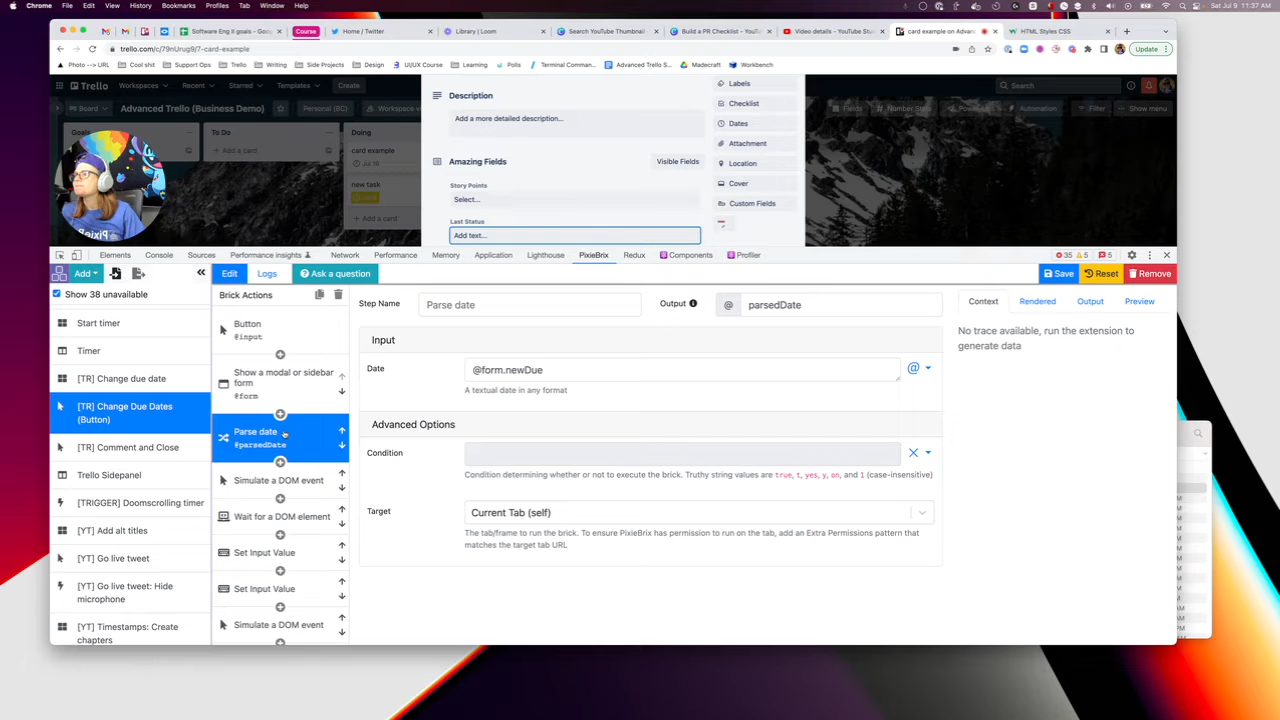 Chrome File Edit View History Bookmarks Profiles Tab Window Help
Sat Jul 9 11:37 AM
Software Eng II goals - Goo
Course
Home / Twitter
Library | Loom
Search YouTube Thumbnail
Build a PR Checklist - YouTu
Video details - YouTube Stu
card example on Advan
HTML Styles CSS
trello.com/c/79nUrug9/7-card-example
Update
Photo --> URL Cool shit Support Ops Trello Writing Side Projects Design UI/UX Course Learning Polls Terminal Comman... Advanced Trello S... Madecraft Workbench
Trello Workspaces Recent Starred Templates Create
Search
Board Advanced Trello (Business Demo) Personal (BC) Workspace vi
Fields Number Stats Power-Ups Automation Filter Show menu
Goals
To Do
Doing
Add a card
card example
Jul 16
new task
Add a card
Description
Add a more detailed description...
Amazing Fields
Visible Fields
Story Points
Select...
Last Status
Add text...
Labels
Checklist
Dates
Attachment
Location
Cover
Custom Fields
Elements Console Sources Performance insights Network Performance Memory Application Lighthouse PixieBrix Redux Components Profiler
35 5 5
Add
Edit Logs Ask a question
Save Reset Remove
Show 38 unavailable
Start timer
Timer
[TR] Change due date
[TR] Change Due Dates
(Button)
[TR] Comment and Close
Trello Sidepanel
[TRIGGER] Doomscrolling timer
[YT] Add alt titles
[YT] Go live tweet
[YT] Go live tweet: Hide
microphone
[YT] Timestamps: Create
chapters
Brick Actions
Button
@input
Show a modal or sidebar
form
@form
Parse date
@parsedDate
Simulate a DOM event
Wait for a DOM element
Set Input Value
Set Input Value
Simulate a DOM event
Step Name Parse date Output @ parsedDate
Input
Date @form.newDue @
A textual date in any format
Advanced Options
Condition
Condition determining whether or not to execute the brick. Truthy string values are true, t, yes, y, on, and 1 (case-insensitive)
Target Current Tab (self)
The tab/frame to run the brick. To ensure PixieBrix has permission to run on the tab, add an Extra Permissions pattern that
matches the target tab URL
Context Rendered Output Preview
No trace available, run the extension to
generate data